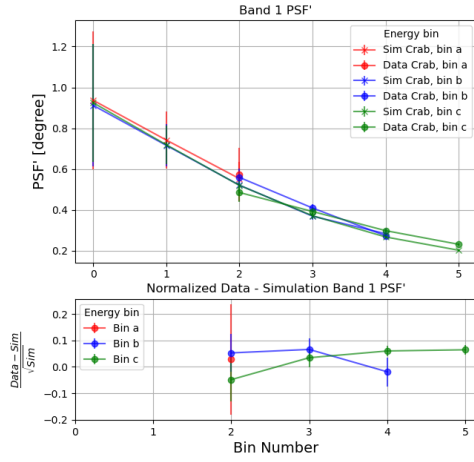 Band 1 PSF'
PSF' [degree]
1.2
1.0
0.8
0.6
0.4
0.2
Energy bin
Sim Crab, bin a
Data Crab, bin a
Sim Crab, bin b
Data Crab, bin b
Sim Crab, bin c
Data Crab, bin c
0 1 2 3 4 5
Normalized Data - Simulation Band 1 PSF'
Data − Sim
√Sim
0.2
0.1
0.0
−0.1
−0.2
Energy bin
Bin a
Bin b
Bin c
0 1 2 3 4 5
Bin Number